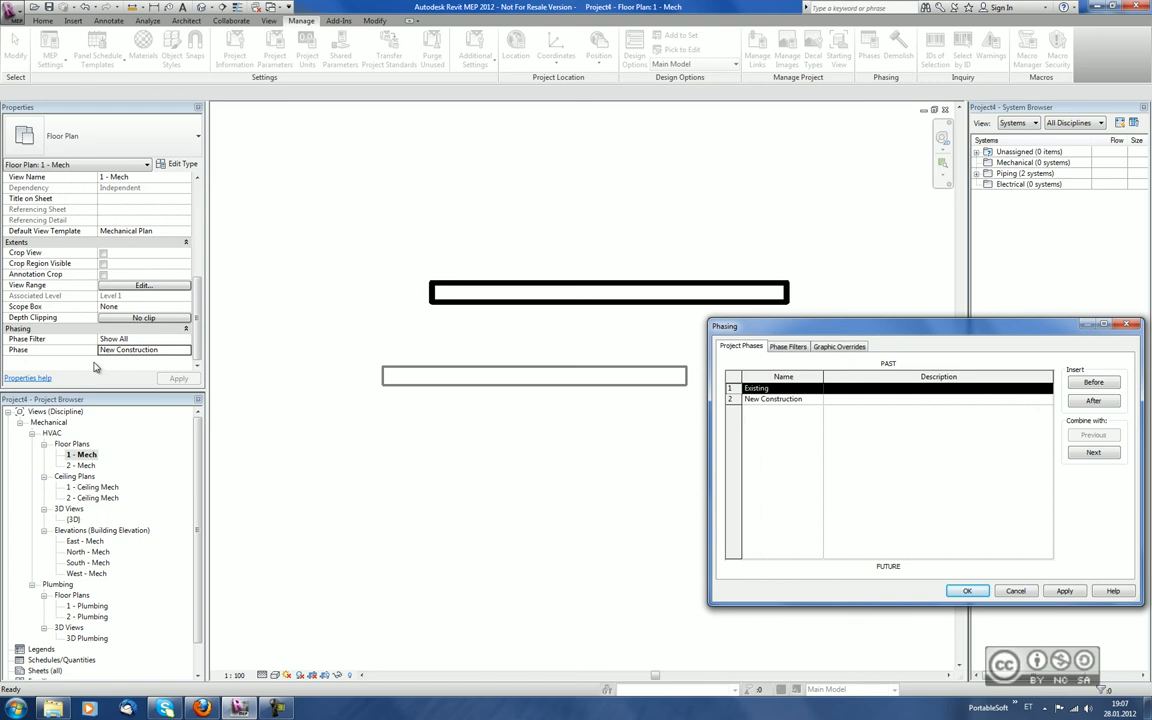 Autodesk Revit MEP 2012 - Not For Resale Version -    Project4 - Floor Plan: 1 - Mech
Type a keyword or phrase
Sign In
Home Insert Annotate Analyze Architect Collaborate View Manage Add-Ins Modify
Modify
MEP Settings
Panel Schedule Templates
Materials
Object Styles
Snaps
Project Information
Project Parameters
Project Units
Shared Parameters
Transfer Project Standards
Purge Unused
Additional Settings
Location
Coordinates
Position
Design Options
Add to Set
Pick to Edit
Main Model
Manage Links
Manage Images
Decal Types
Starting View
Phases
Demolish
IDs of Selection
Select by ID
Warnings
Macro Manager
Macro Security
Select Settings Project Location Design Options Manage Project Phasing Inquiry Macros
Properties
Floor Plan
Floor Plan: 1 - Mech Edit Type
View Name 1 - Mech
Dependency Independent
Title on Sheet
Referencing Sheet
Referencing Detail
Default View Template Mechanical Plan
Extents
Crop View
Crop Region Visible
Annotation Crop
View Range Edit...
Associated Level Level 1
Scope Box None
Depth Clipping No clip
Phasing
Phase Filter Show All
Phase New Construction
Properties help Apply
Project4 - Project Browser
Views (Discipline)
Mechanical
HVAC
Floor Plans
1 - Mech
2 - Mech
Ceiling Plans
1 - Ceiling Mech
2 - Ceiling Mech
3D Views
{3D}
Elevations (Building Elevation)
East - Mech
North - Mech
South - Mech
West - Mech
Plumbing
Floor Plans
1 - Plumbing
2 - Plumbing
3D Views
3D Plumbing
Legends
Schedules/Quantities
Sheets (all)
Project4 - System Browser
View: Systems All Disciplines
Systems Flow Size
Unassigned (0 items)
Mechanical (0 systems)
Piping (2 systems)
Electrical (0 systems)
Phasing
Project Phases Phase Filters Graphic Overrides
PAST
Name Description
1 Existing
2 New Construction
FUTURE
Insert
Before
After
Combine with:
Previous
Next
OK Cancel Apply Help
1 : 100
Ready
:0 Main Model :0
cc BY NC SA
PortableSoft ET 19:07
28.01.2012